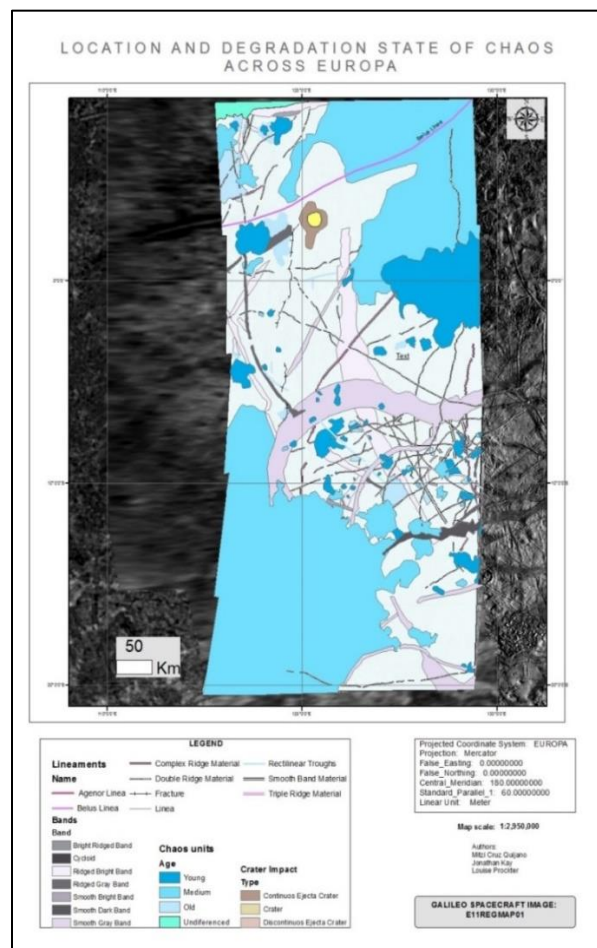 LOCATION AND DEGRADATION STATE OF CHAOS
ACROSS EUROPA
Belus Linea
Text
50
Km
LEGEND
Lineaments
Name
Agenor Linea
Belus Linea
Complex Ridge Material
Double Ridge Material
Fracture
Linea
Rectilinear Troughs
Smooth Band Material
Triple Ridge Material
Bands
Band
Bright Ridged Band
Cycloid
Ridged Bright Band
Ridged Gray Band
Smooth Bright Band
Smooth Dark Band
Smooth Gray Band
Chaos units
Age
Young
Medium
Old
Undiferenced
Crater Impact
Type
Continuos Ejecta Crater
Crater
Discontinuos Ejecta Crater
Projected Coordinate System: EUROPA
Projection: Mercator
False_Easting: 0.00000000
False_Northing: 0.00000000
Central_Meridian: 180.00000000
Standard_Parallel_1: 60.00000000
Linear Unit: Meter
Map scale: 1:2,950,000
Authors:
Mitzi Cruz Quijano
Jonathan Kay
Louise Prockter
GALILEO SPACECRAFT IMAGE:
E11REGMAP01